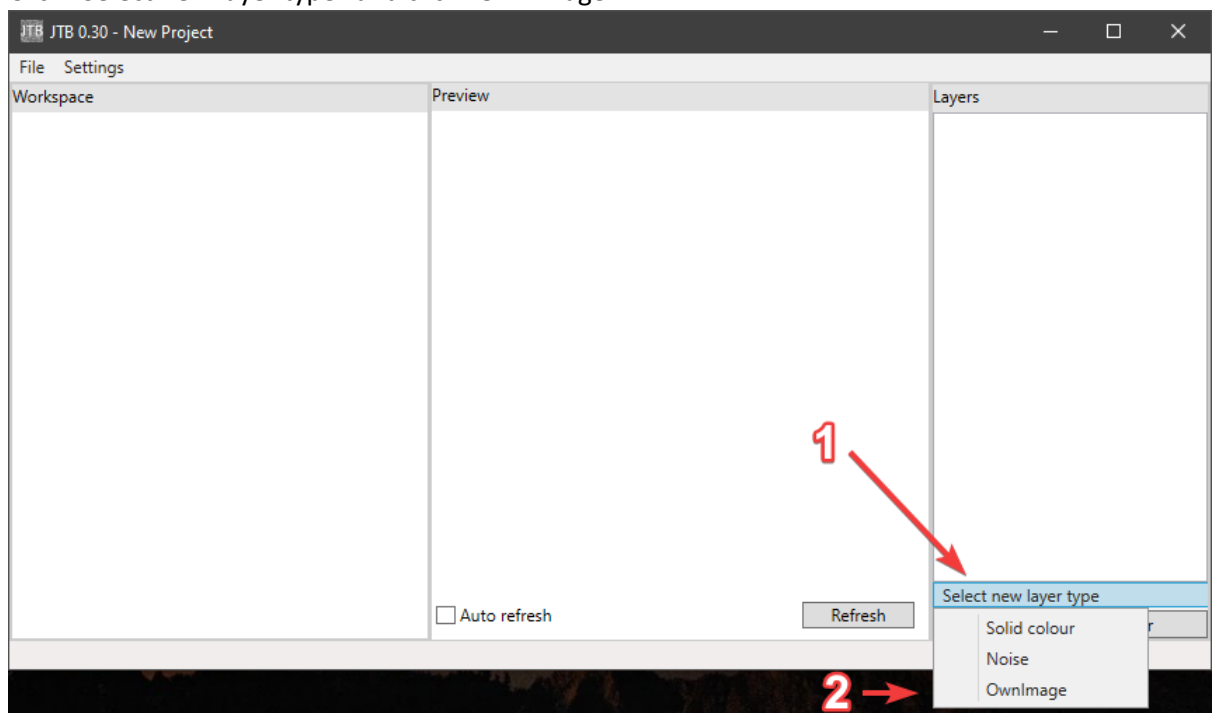 JTB JTB 0.30 - New Project
File Settings
Workspace
Preview
Layers
1
Select new layer type
Auto refresh
Refresh
Solid colour
r
Noise
2
OwnImage